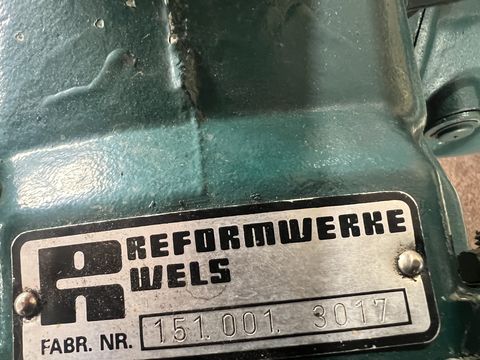 R REFORMWERKE
WELS
FABR. NR. 151.001. 3017